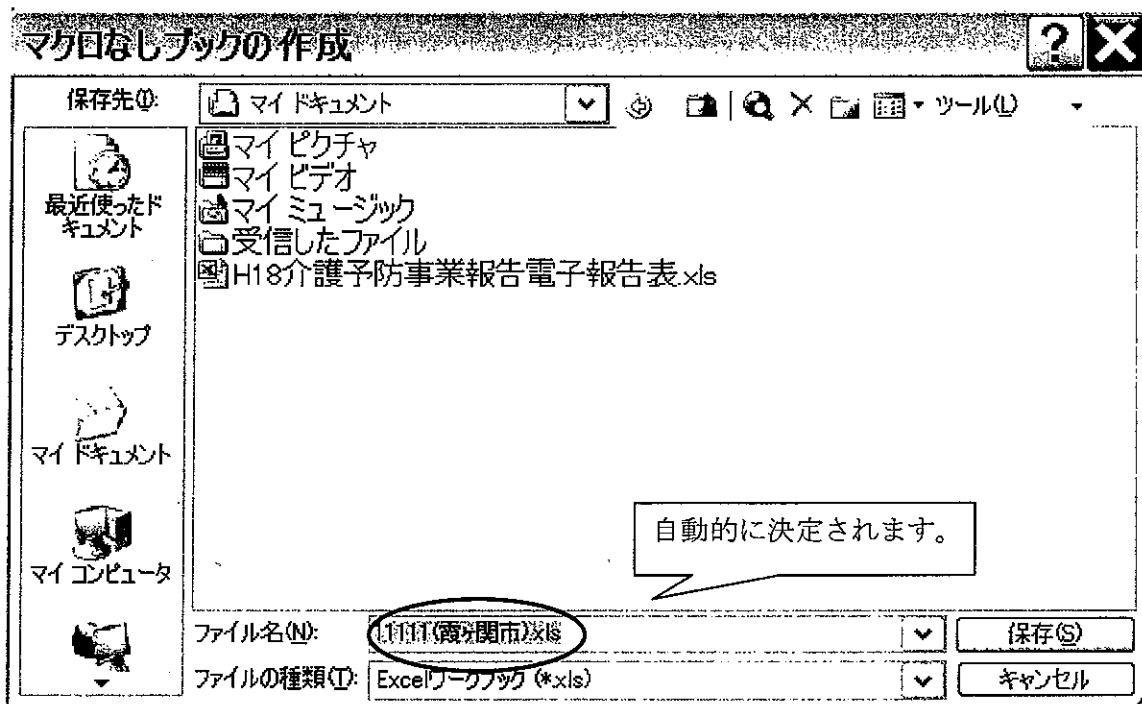 マクロなしブックの作成
保存先(I):
マイ ドキュメント
ツール(L)
最近使ったド
キュメント
デスクトップ
マイ ドキュメント
マイ コンピュータ
マイ ピクチャ
マイ ビデオ
マイ ミュージック
受信したファイル
H18介護予防事業報告電子報告表.xls
自動的に決定されます。
ファイル名(N):
11111(霞ヶ関市).xls
保存(S)
ファイルの種類(T):
Excelワークブック (*.xls)
キャンセル